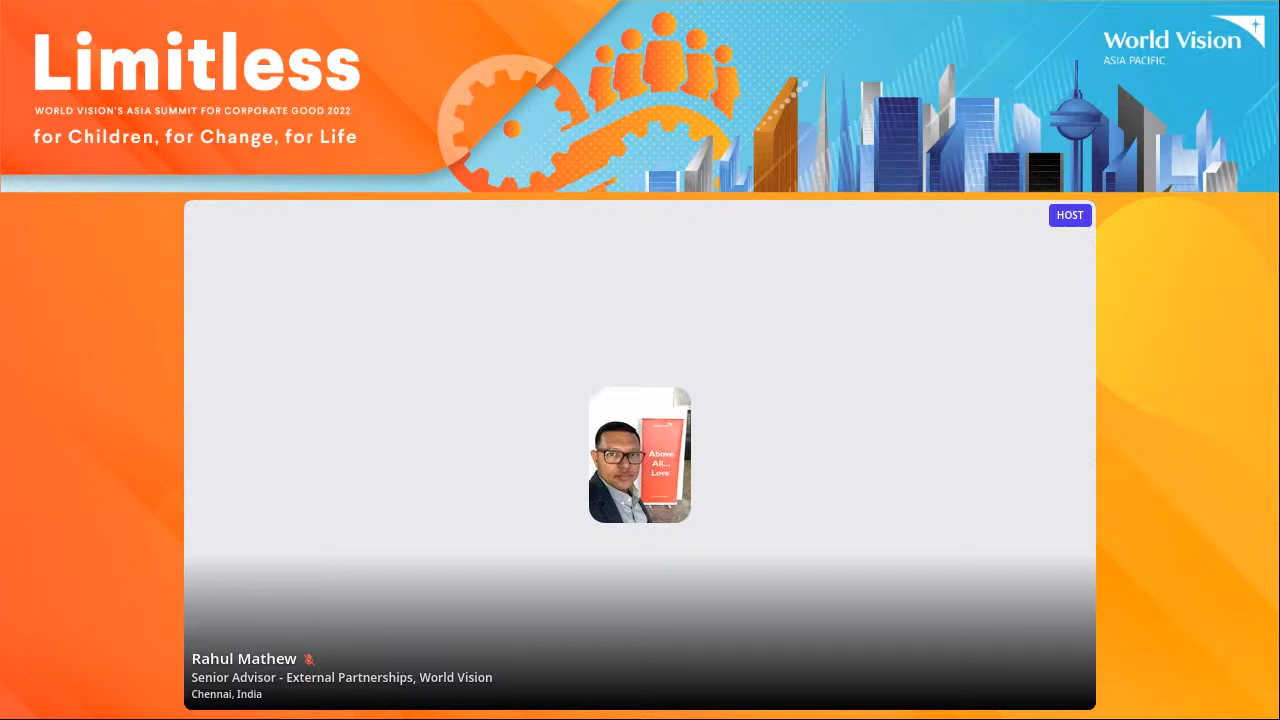 Limitless
WORLD VISION'S ASIA SUMMIT FOR CORPORATE GOOD 2022
for Children, for Change, for Life
World Vision
ASIA PACIFIC
HOST
Above
All...
Love
Rahul Mathew
Senior Advisor - External Partnerships, World Vision
Chennai, India